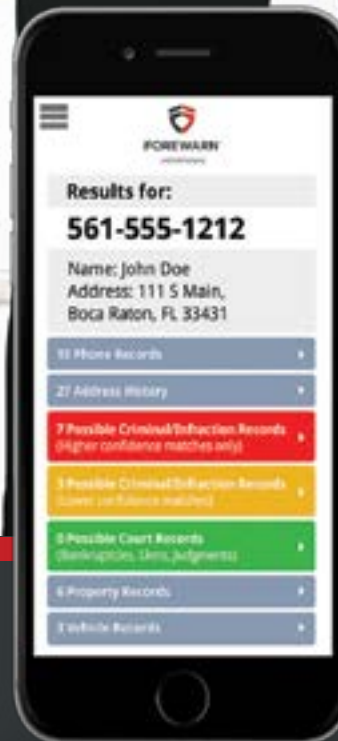 FOREWARN
Results for:
561-555-1212
Name: John Doe
Address: 111 S Main,
Boca Raton, FL 33431
Phone Records
27 Address History
7 Possible Criminal/Infraction Records
(Higher confidence matches only)
3 Possible Criminal/Infraction Records
(Lower confidence matches)
0 Possible Court Records
(Bankruptcies, Liens, Judgments)
6 Property Records
3 Vehicle Records